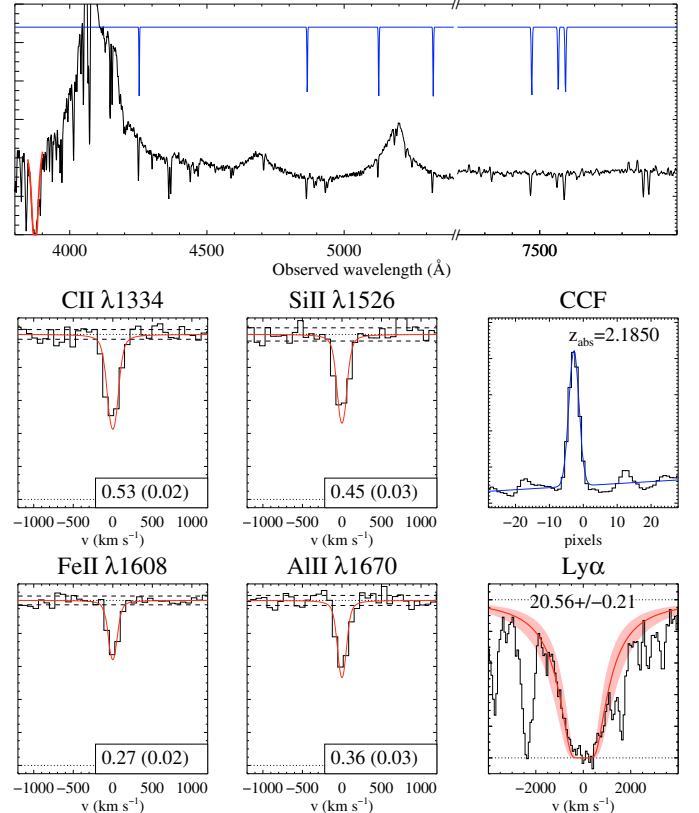 4000 4500 5000 7500
Observed wavelength (Å)
CII λ1334 SiII λ1526 CCF
z_abs=2.1850
0.53 (0.02) 0.45 (0.03)
-1000 -500 0 500 1000 -1000 -500 0 500 1000 -20 -10 0 10 20
v (km s⁻¹) v (km s⁻¹) pixels
FeII λ1608 AlII λ1670 Lyα
20.56+/-0.21
0.27 (0.02) 0.36 (0.03)
-1000 -500 0 500 1000 -1000 -500 0 500 1000 -2000 0 2000
v (km s⁻¹) v (km s⁻¹) v (km s⁻¹)